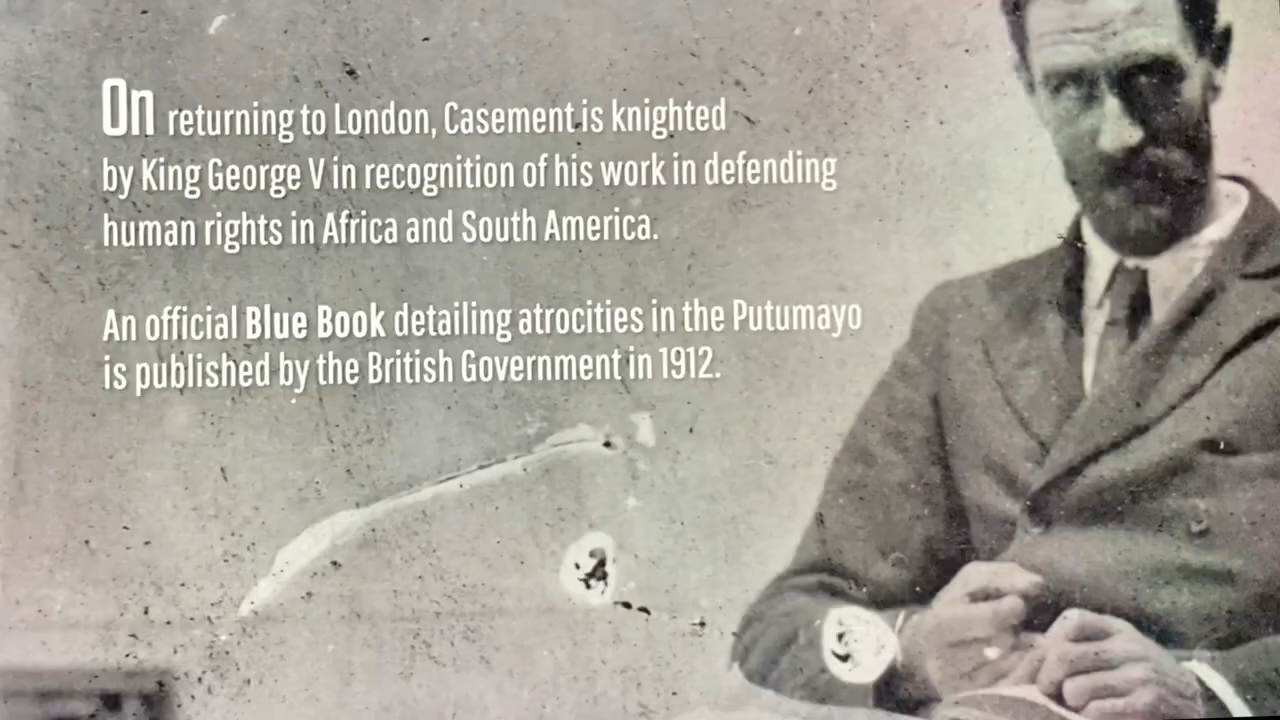 On returning to London, Casement is knighted
by King George V in recognition of his work in defending
human rights in Africa and South America.
An official Blue Book detailing atrocities in the Putumayo
is published by the British Government in 1912.